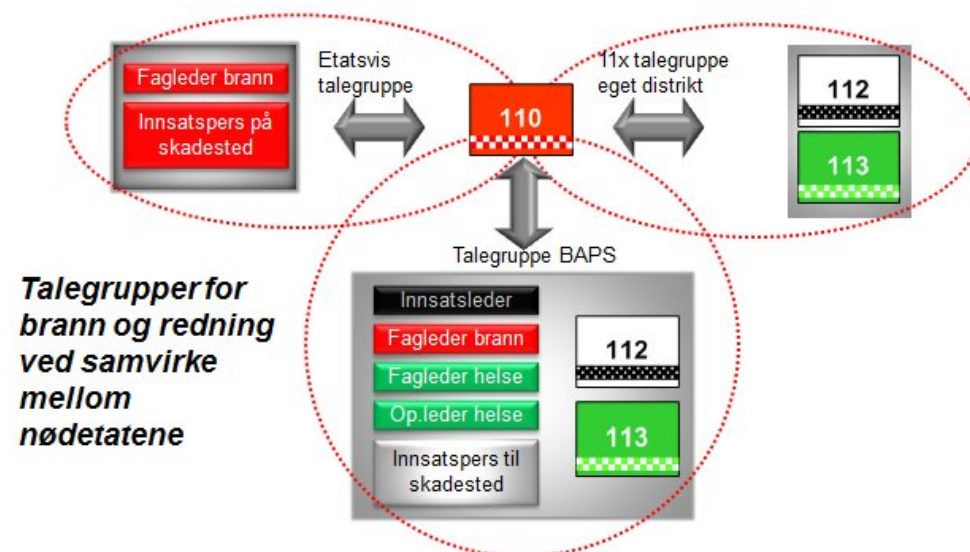 Fagleder brann
Innsatspers på
skadested
Etatsvis
talegruppe
110
11x talegruppe
eget distrikt
112
113
Talegruppe BAPS
Innsatsleder
Fagleder brann
Fagleder helse
Op.leder helse
Innsatspers til
skadested
112
113
Talegrupper for
brann og redning
ved samvirke
mellom
nødetatene